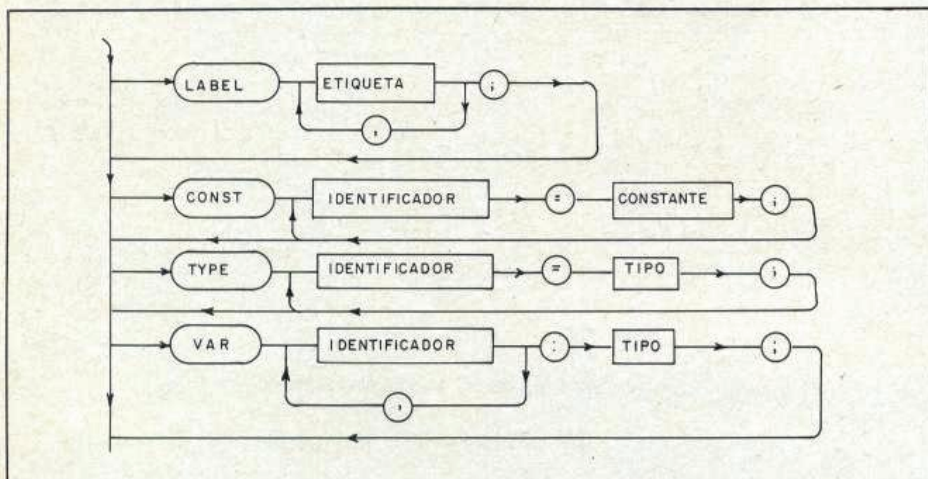 LABEL ETIQUETA ;
,
CONST IDENTIFICADOR = CONSTANTE ;
TYPE IDENTIFICADOR = TIPO ;
VAR IDENTIFICADOR : TIPO ;
,